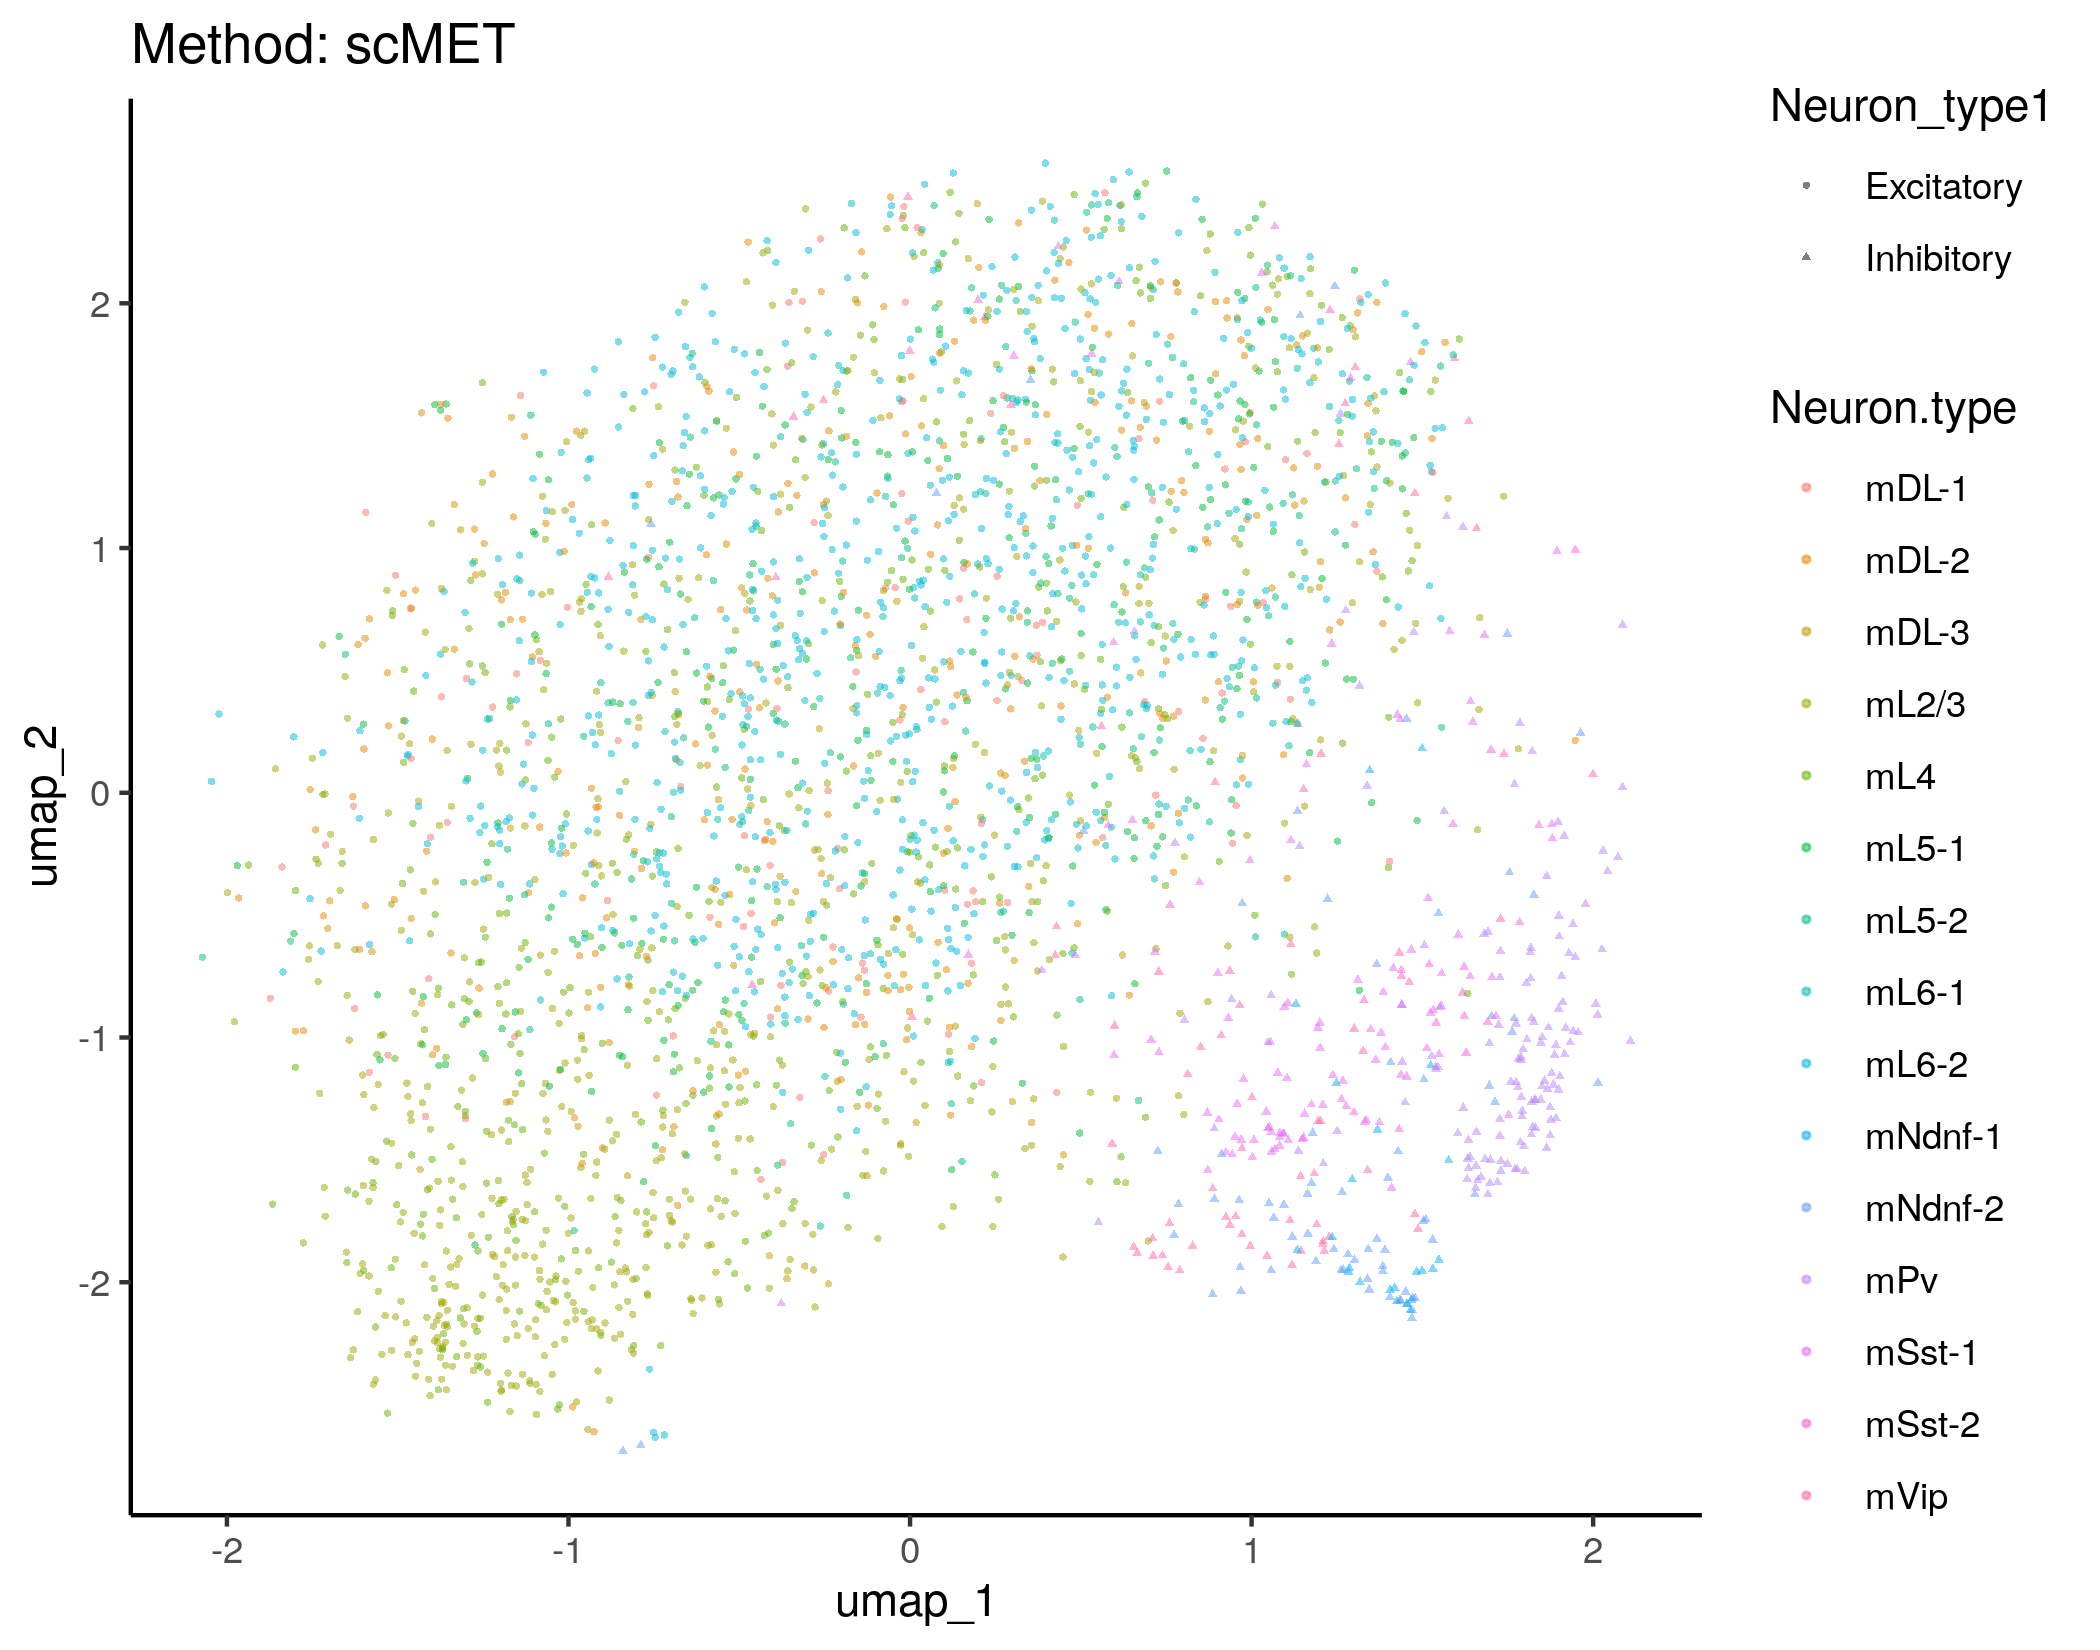 Method: scMET
Neuron_type1
Excitatory
Inhibitory
Neuron.type
mDL-1
mDL-2
mDL-3
mL2/3
mL4
mL5-1
mL5-2
mL6-1
mL6-2
mNdnf-1
mNdnf-2
mPv
mSst-1
mSst-2
mVip
umap_2
2
1
0
-1
-2
-2
-1
0
1
2
umap_1